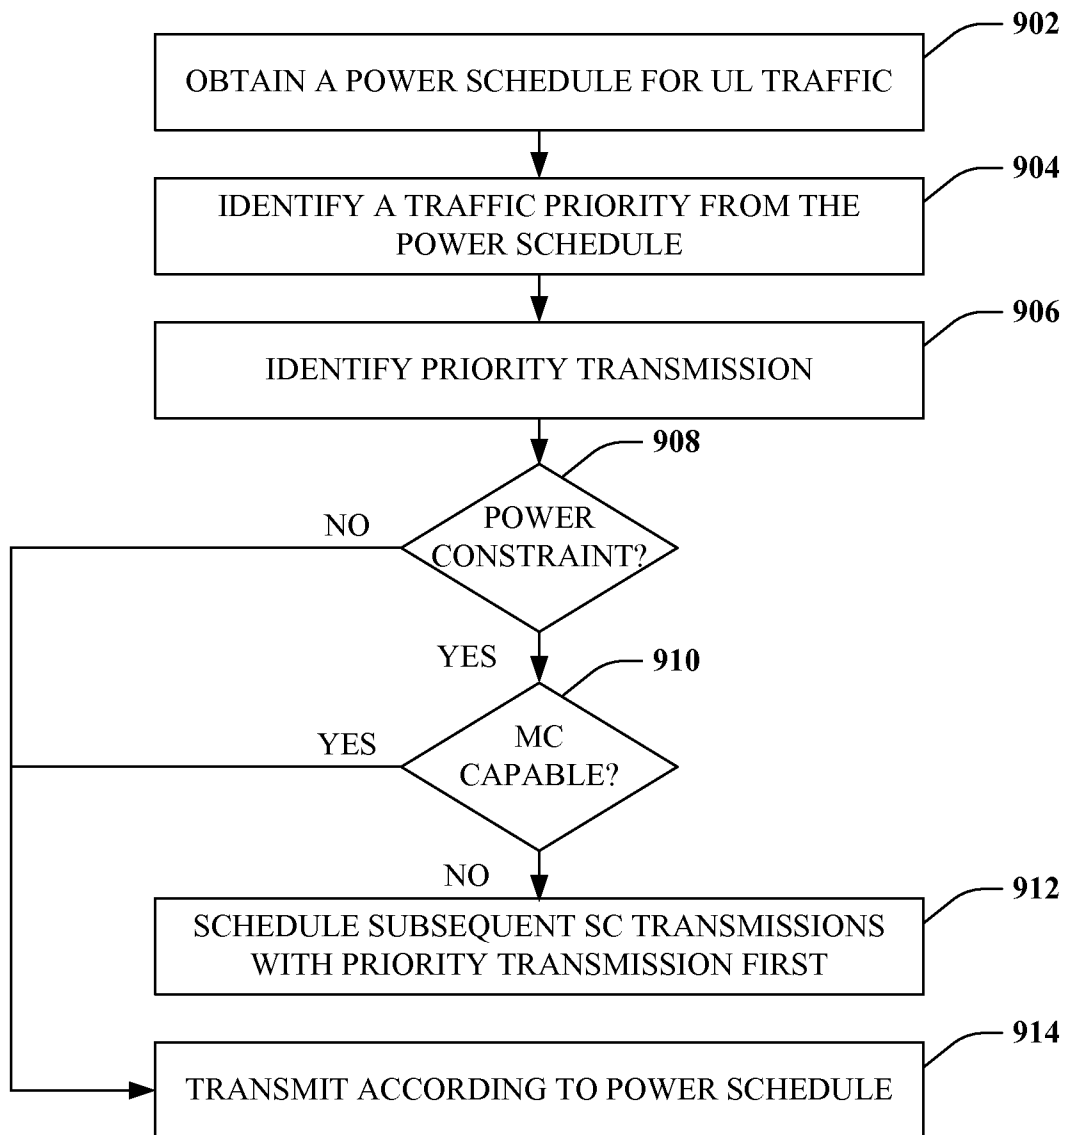 902
OBTAIN A POWER SCHEDULE FOR UL TRAFFIC
904
IDENTIFY A TRAFFIC PRIORITY FROM THE
POWER SCHEDULE
906
IDENTIFY PRIORITY TRANSMISSION
908
NO
POWER
CONSTRAINT?
YES
910
YES
MC
CAPABLE?
NO
912
SCHEDULE SUBSEQUENT SC TRANSMISSIONS
WITH PRIORITY TRANSMISSION FIRST
914
TRANSMIT ACCORDING TO POWER SCHEDULE